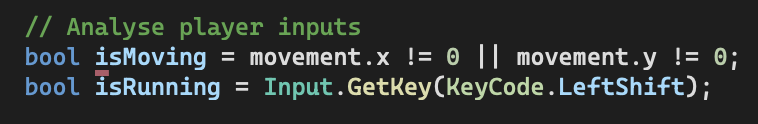 // Analyse player inputs
bool isMoving = movement.x != 0 || movement.y != 0;
bool isRunning = Input.GetKey(KeyCode.LeftShift);